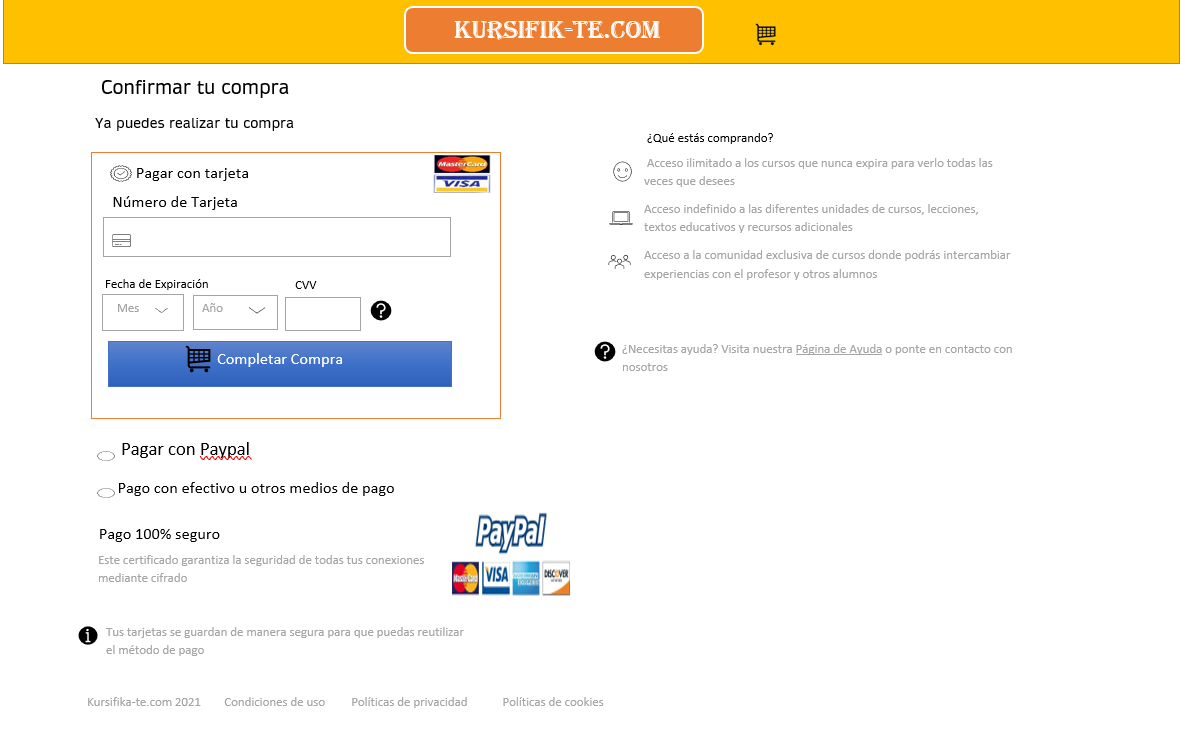 KURSIFIK-TE.COM
Confirmar tu compra
Ya puedes realizar tu compra
Pagar con tarjeta
MasterCard
VISA
Número de Tarjeta
Fecha de Expiración
CVV
Mes
Año
?
Completar Compra
¿Qué estás comprando?
Acceso ilimitado a los cursos que nunca expira para verlo todas las
veces que desees
Acceso indefinido a las diferentes unidades de cursos, lecciones,
textos educativos y recursos adicionales
Acceso a la comunidad exclusiva de cursos donde podrás intercambiar
experiencias con el profesor y otros alumnos
?
¿Necesitas ayuda? Visita nuestra Página de Ayuda o ponte en contacto con
nosotros
Pagar con Paypal
Pago con efectivo u otros medios de pago
Pago 100% seguro
Este certificado garantiza la seguridad de todas tus conexiones
mediante cifrado
PayPal
MasterCard
VISA
AMERICAN EXPRESS
DISCOVER
i
Tus tarjetas se guardan de manera segura para que puedas reutilizar
el método de pago
Kursifika-te.com 2021
Condiciones de uso
Políticas de privacidad
Políticas de cookies